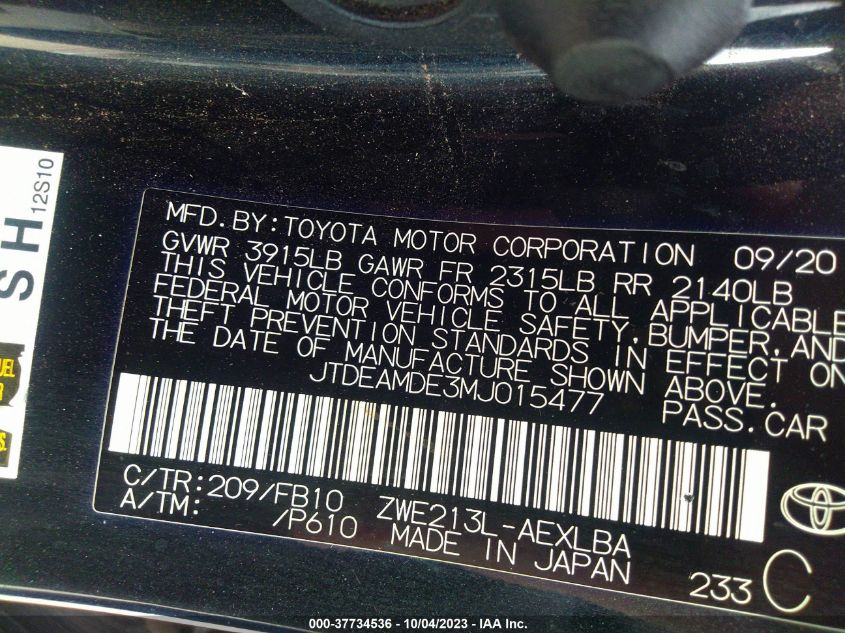 12S10
SH
UEL
S.
MFD.BY:TOYOTA MOTOR CORPORATION 09/20
GVWR 3915LB GAWR FR 2315LB RR 2140LB
THIS VEHICLE CONFORMS TO ALL APPLICABLE
FEDERAL MOTOR VEHICLE SAFETY,BUMPER,AND
THEFT PREVENTION STANDARDS IN EFFECT ON
THE DATE OF MANUFACTURE SHOWN ABOVE.
JTDEAMDE3MJ015477 PASS.CAR
C/TR:209/FB10 ZWE213L-AEXLBA
A/TM: /P610 MADE IN JAPAN 233 C
000-37734536 - 10/04/2023 - IAA Inc.